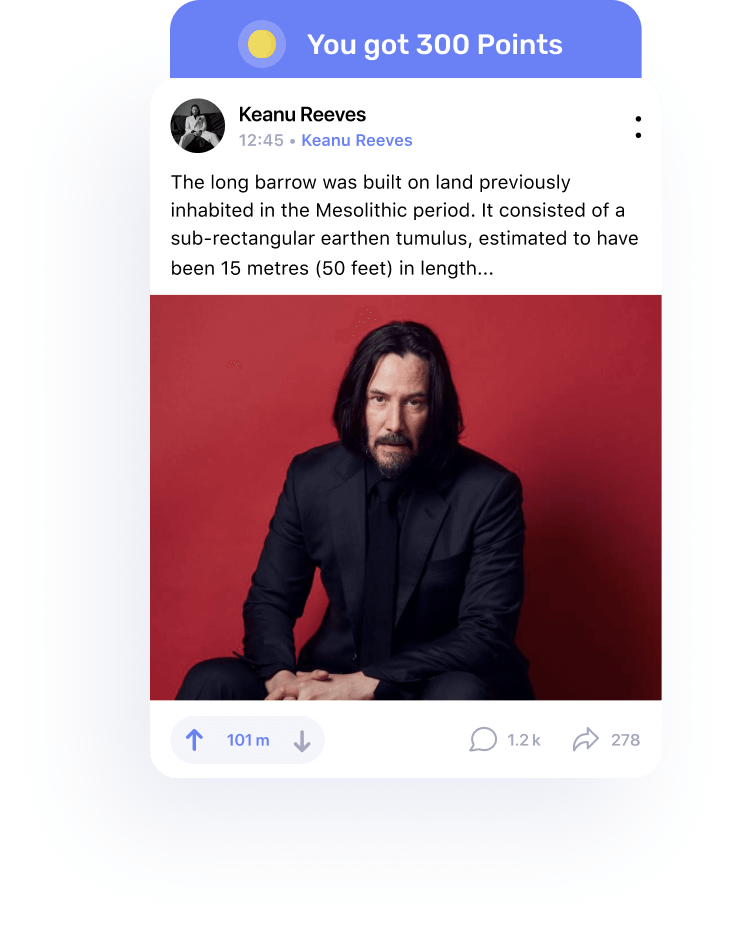 You got 300 Points
Keanu Reeves
12:45 • Keanu Reeves
The long barrow was built on land previously
inhabited in the Mesolithic period. It consisted of a
sub-rectangular earthen tumulus, estimated to have
been 15 metres (50 feet) in length...
101 m 1.2 k 278